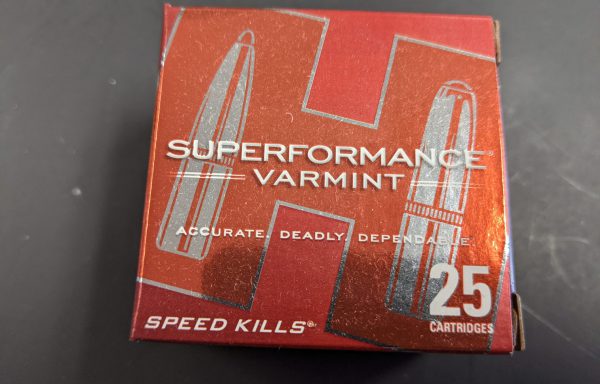 SUPERFORMANCE®
VARMINT
ACCURATE. DEADLY. DEPENDABLE.
25
CARTRIDGES
SPEED KILLS®